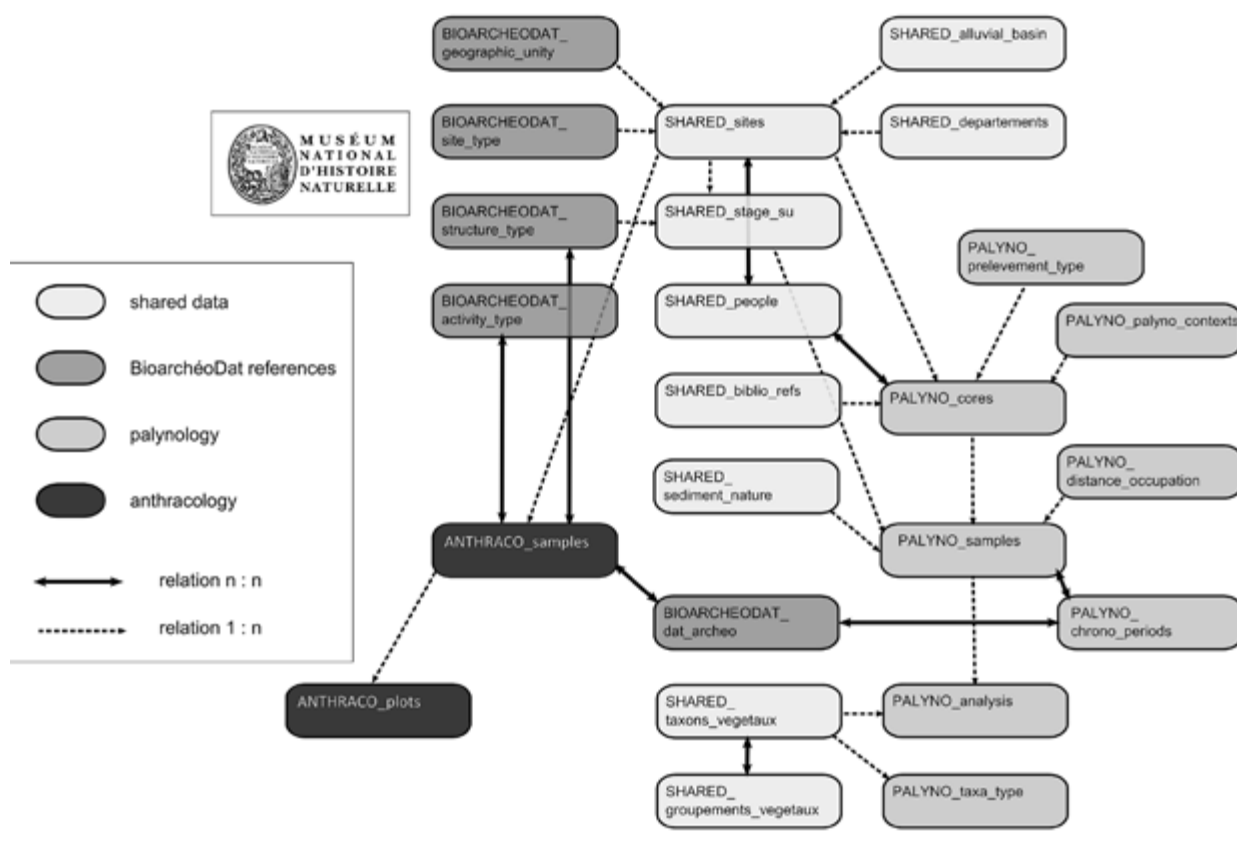 BIOARCHEODAT_
geographic_unity
SHARED_alluvial_basin
MUSÉUM
NATIONAL
D'HISTOIRE
NATURELLE
BIOARCHEODAT_
site_type
SHARED_sites
SHARED_departements
BIOARCHEODAT_
structure_type
SHARED_stage_su
PALYNO_
prelevement_type
shared data
BioarchéoDat references
palynology
anthracology
relation n : n
relation 1 : n
BIOARCHEODAT_
activity_type
SHARED_people
PALYNO_palyno_contexts
SHARED_biblio_refs
PALYNO_cores
SHARED_
sediment_nature
PALYNO_
distance_occupation
ANTHRACO_samples
PALYNO_samples
BIOARCHEODAT_
dat_archeo
PALYNO_
chrono_periods
ANTHRACO_plots
SHARED_
taxons_vegetaux
PALYNO_analysis
SHARED_
groupements_vegetaux
PALYNO_taxa_type